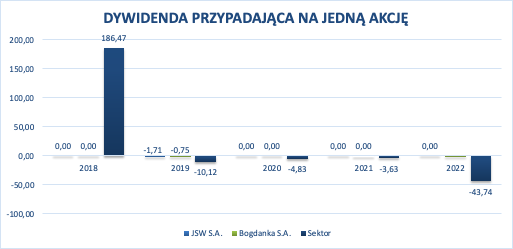 DYWIDENDA PRZYPADAJĄCA NA JEDNĄ AKCJĘ
200,00
150,00
100,00
50,00
0,00
-50,00
-100,00
186,47
0,00 0,00
-1,71 -0,75 -10,12
0,00 0,00 -4,83
0,00 0,00 -3,63
0,00 -43,74
2018 2019 2020 2021 2022
JSW S.A. Bogdanka S.A. Sektor